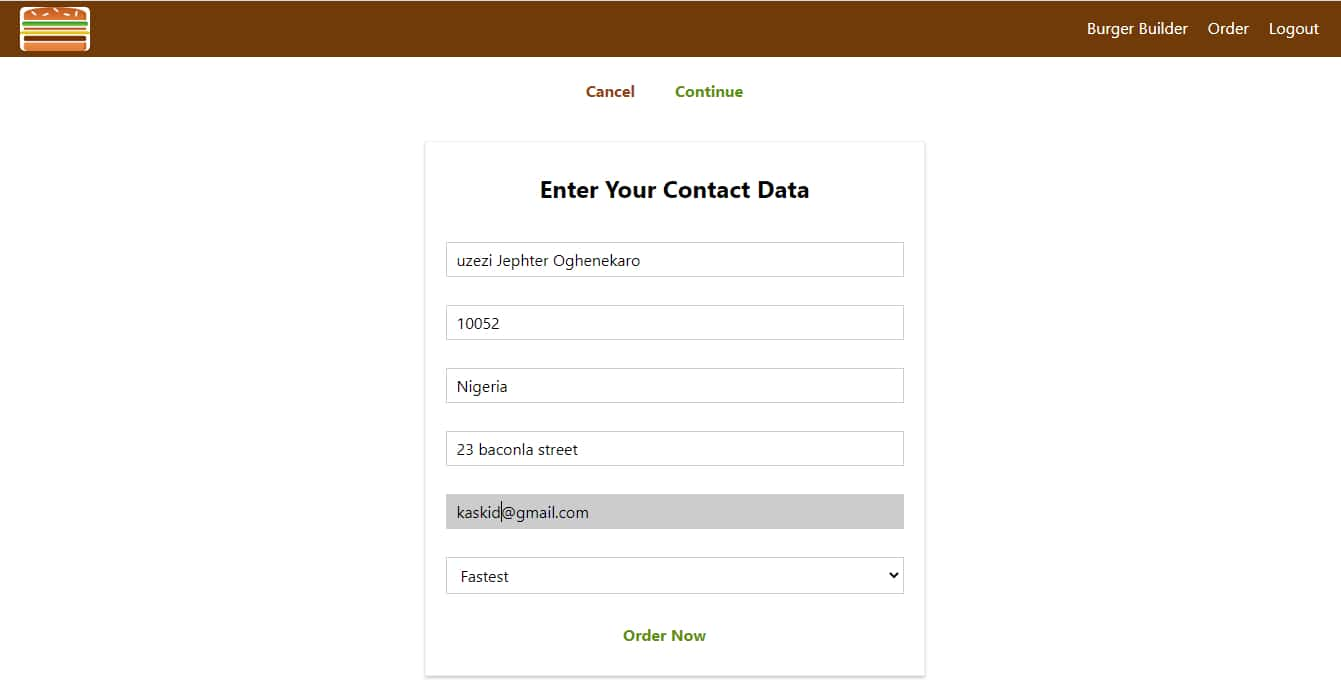 Burger Builder Order Logout
Cancel Continue
Enter Your Contact Data
uzezi Jephter Oghenekaro
10052
Nigeria
23 baconla street
kaskid@gmail.com
Fastest
Order Now